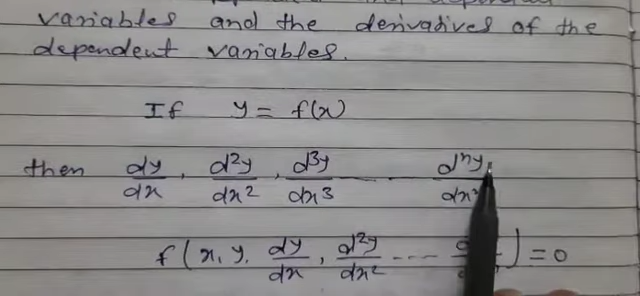 variables and the derivatives of the
dependent variables.
If y = f(x)
then dy/dx, d²y/dx², d³y/dx³ - - - dⁿy/dx
f(x, y, dy/dx, d²y/dx² ---- ) = 0